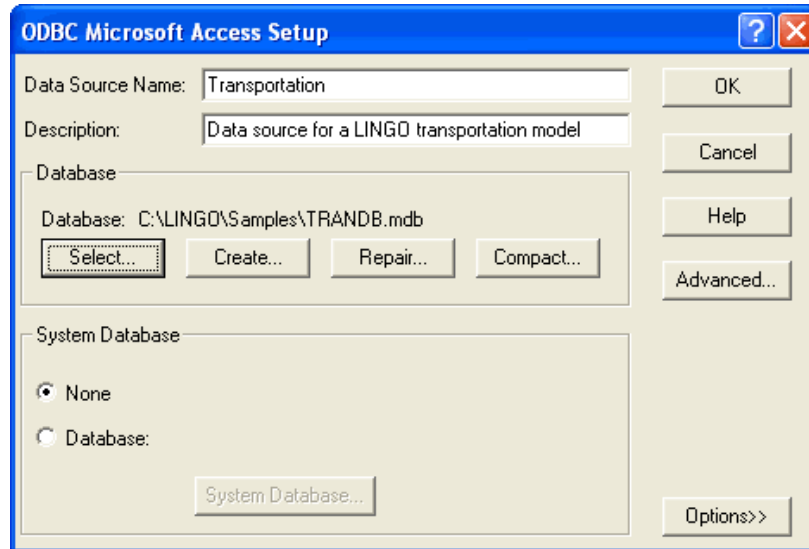 ODBC Microsoft Access Setup
Data Source Name: Transportation
Description: Data source for a LINGO transportation model
Database
Database: C:\LINGO\Samples\TRANDB.mdb
Select...
Create...
Repair...
Compact...
System Database
None
Database:
System Database...
OK
Cancel
Help
Advanced...
Options>>